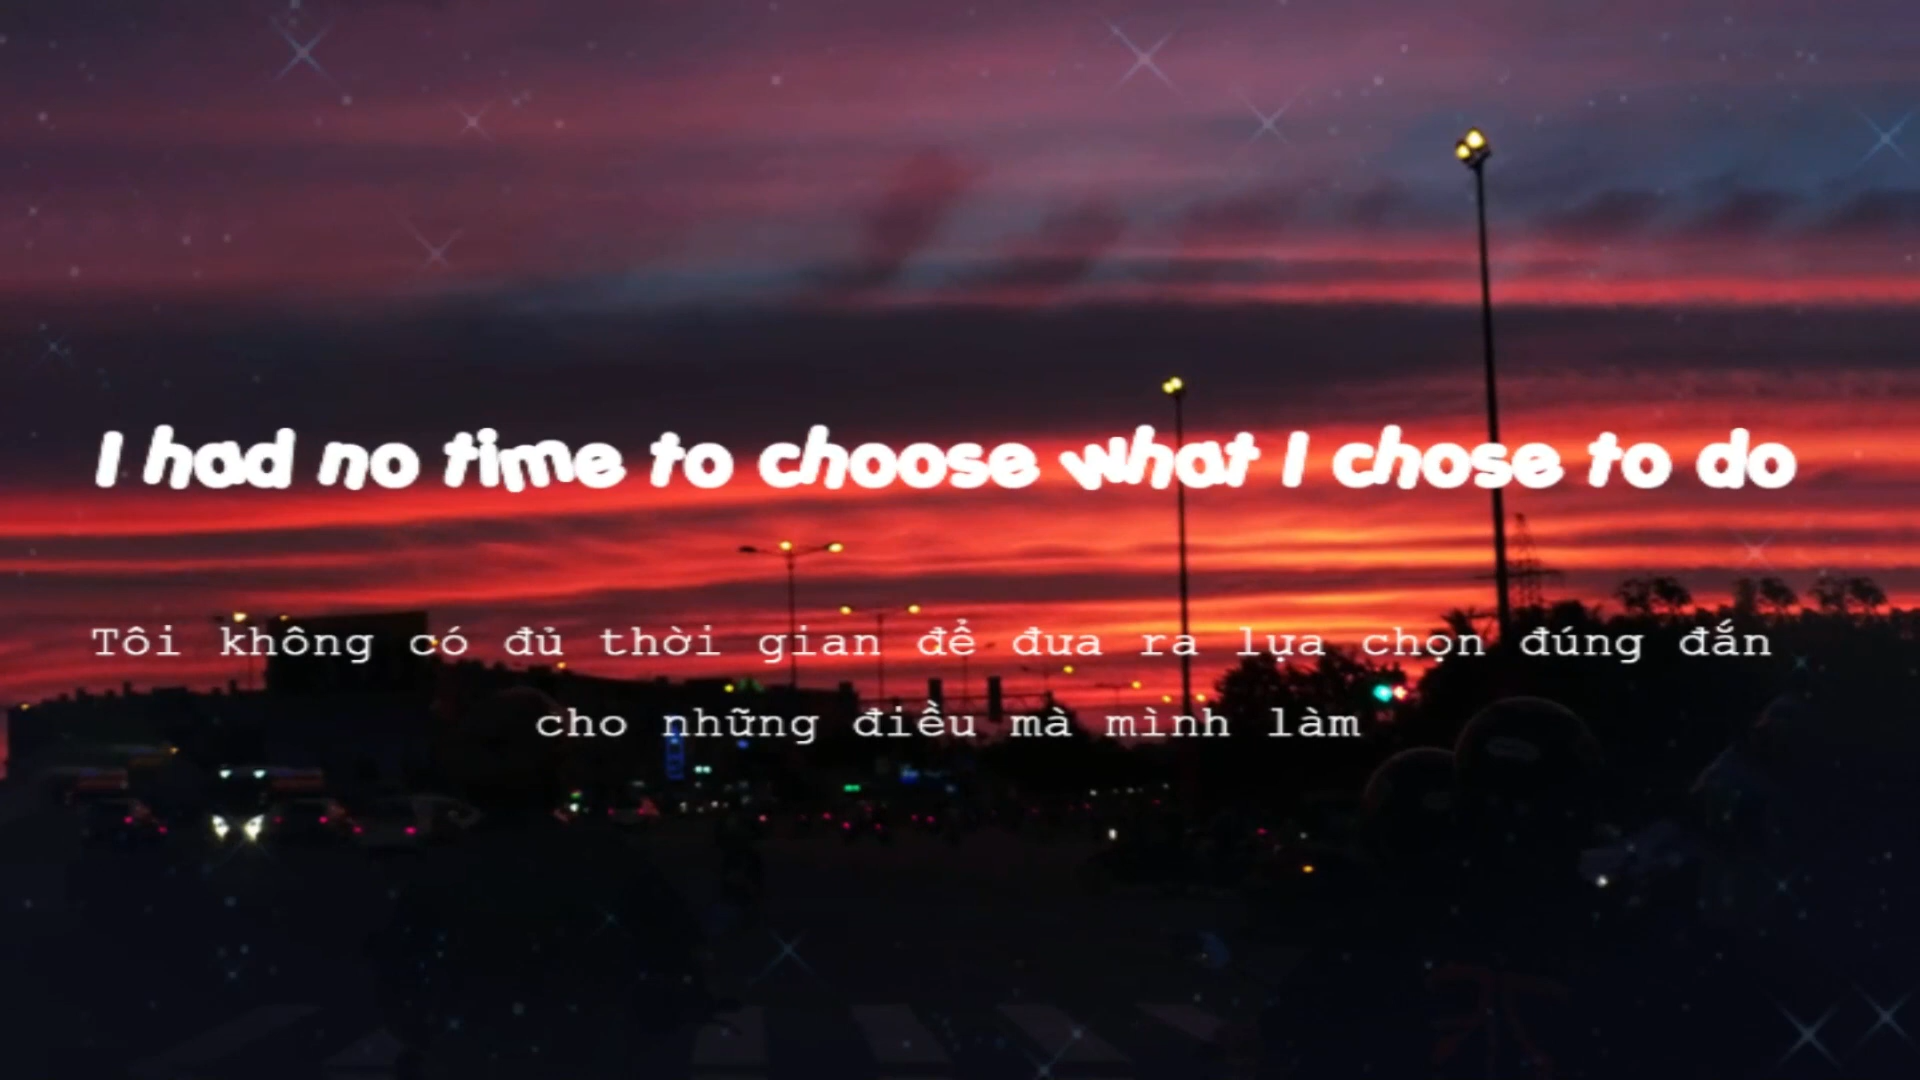 I had no time to choose what I chose to do
Tôi không có đủ thời gian để đưa ra lựa chọn đúng đắn
cho những điều mà mình làm